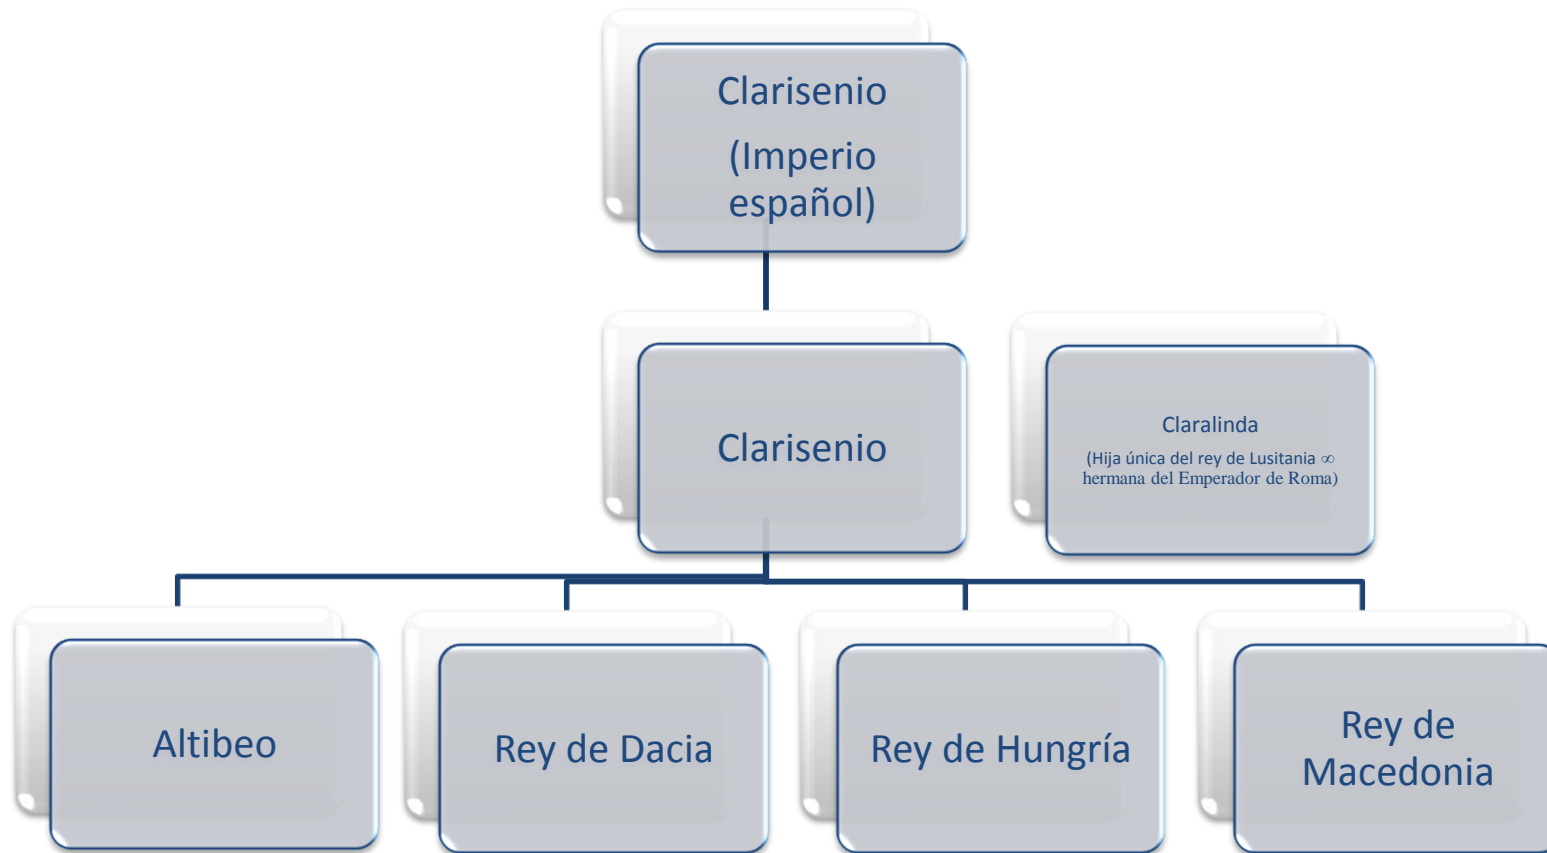 Clarisenio
(Imperio
español)
Clarisenio
Claralinda
(Hija única del rey de Lusitania ∞
hermana del Emperador de Roma)
Altibeo
Rey de Dacia
Rey de Hungría
Rey de
Macedonia